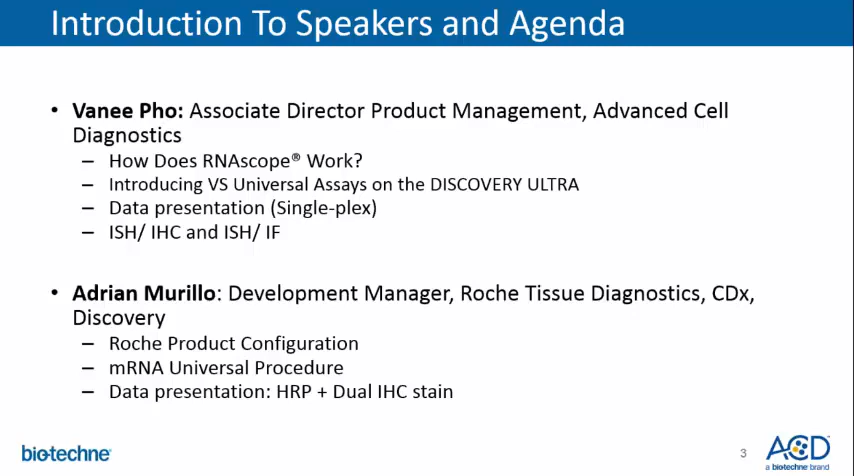 Introduction To Speakers and Agenda
• Vanee Pho: Associate Director Product Management, Advanced Cell
Diagnostics
– How Does RNAscope® Work?
– Introducing VS Universal Assays on the DISCOVERY ULTRA
– Data presentation (Single-plex)
– ISH/ IHC and ISH/ IF
• Adrian Murillo: Development Manager, Roche Tissue Diagnostics, CDx,
Discovery
– Roche Product Configuration
– mRNA Universal Procedure
– Data presentation: HRP + Dual IHC stain
bio-techne
3
ACD
a biotechne brand